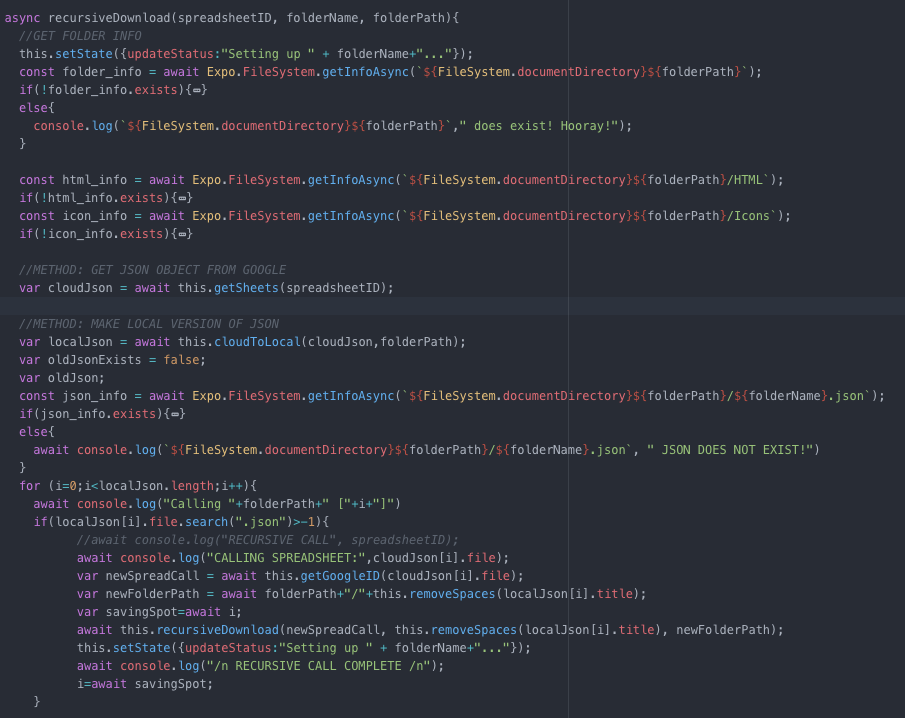 async recursiveDownload(spreadsheetID, folderName, folderPath){
  //GET FOLDER INFO
  this.setState({updateStatus:"Setting up " + folderName+"..."});
  const folder_info = await Expo.FileSystem.getInfoAsync(`${FileSystem.documentDirectory}${folderPath}`);
  if(!folder_info.exists){⊷}
  else{
    console.log(`${FileSystem.documentDirectory}${folderPath}`," does exist! Hooray!");
  }

  const html_info = await Expo.FileSystem.getInfoAsync(`${FileSystem.documentDirectory}${folderPath}/HTML`);
  if(!html_info.exists){⊷}
  const icon_info = await Expo.FileSystem.getInfoAsync(`${FileSystem.documentDirectory}${folderPath}/Icons`);
  if(!icon_info.exists){⊷}

  //METHOD: GET JSON OBJECT FROM GOOGLE
  var cloudJson = await this.getSheets(spreadsheetID);

  //METHOD: MAKE LOCAL VERSION OF JSON
  var localJson = await this.cloudToLocal(cloudJson,folderPath);
  var oldJsonExists = false;
  var oldJson;
  const json_info = await Expo.FileSystem.getInfoAsync(`${FileSystem.documentDirectory}${folderPath}/${folderName}.json`);
  if(json_info.exists){⊷}
  else{
    await console.log(`${FileSystem.documentDirectory}${folderPath}/${folderName}.json`, " JSON DOES NOT EXIST!")
  }
  for (i=0;i<localJson.length;i++){
    await console.log("Calling "+folderPath+" ["+i+"]")
    if(localJson[i].file.search(".json")>-1){
          //await console.log("RECURSIVE CALL", spreadsheetID);
          await console.log("CALLING SPREADSHEET:",cloudJson[i].file);
          var newSpreadCall = await this.getGoogleID(cloudJson[i].file);
          var newFolderPath = await folderPath+"/"+this.removeSpaces(localJson[i].title);
          var savingSpot=await i;
          await this.recursiveDownload(newSpreadCall, this.removeSpaces(localJson[i].title), newFolderPath);
          this.setState({updateStatus:"Setting up " + folderName+"..."});
          await console.log("/n RECURSIVE CALL COMPLETE /n");
          i=await savingSpot;
    }